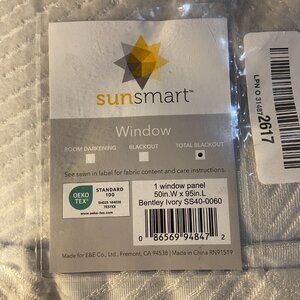 sunsmart™
Window
ROOM DARKENING BLACKOUT TOTAL BLACKOUT
See sewn in label for fabric content and care instructions.
OEKO
TEX®
STANDARD
100
TESTEX
www.oeko-tex.com
1 window panel
50in.W x 95in.L
Bentley Ivory SS40-0060
0 86569 94847 2
Made for E&E Co., Ltd., Fremont, CA 94538 | Made in China RN91519
2617